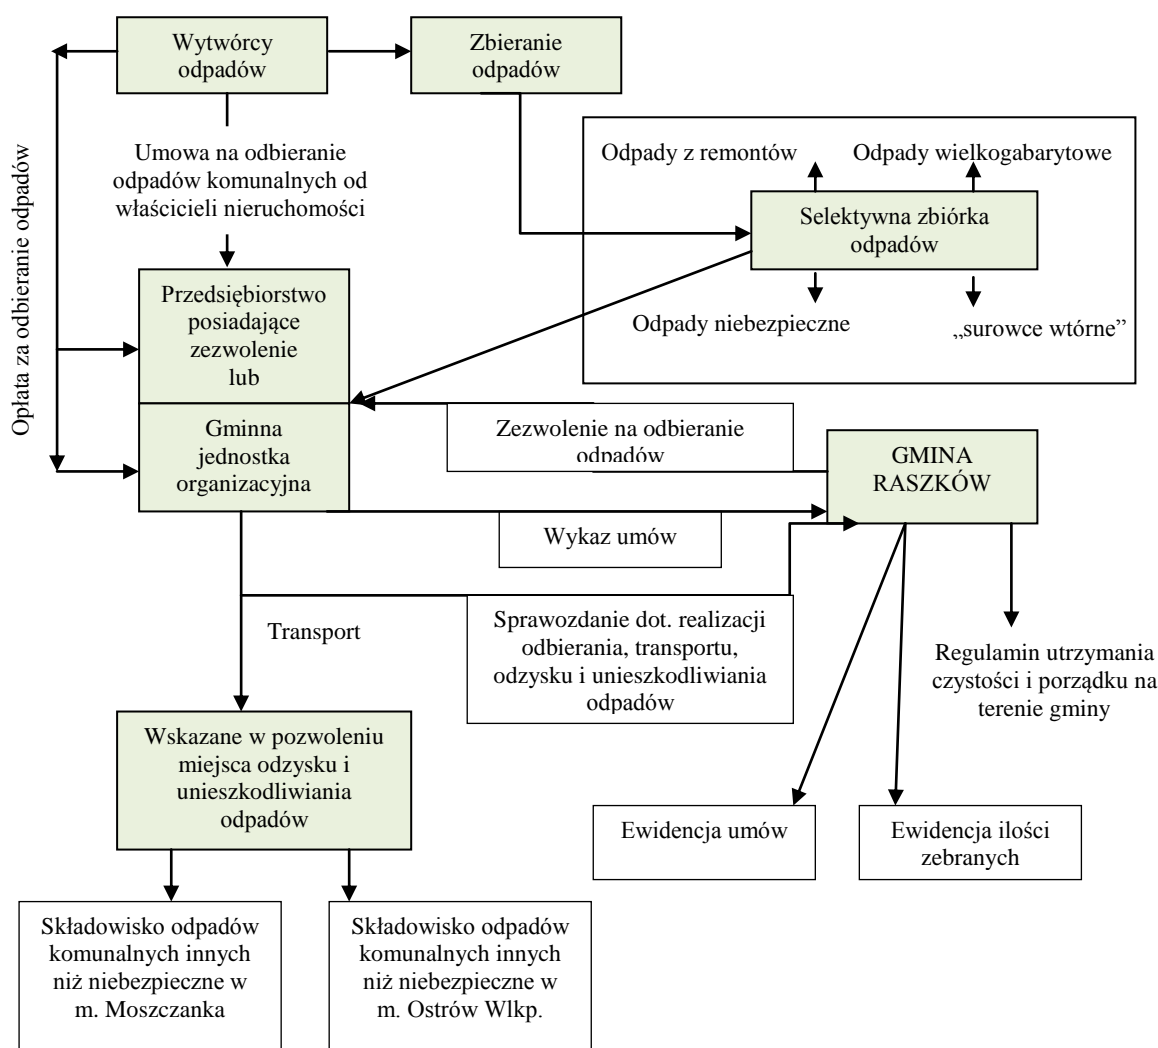 Wytwórcy
odpadów
Zbieranie
odpadów
Opłata za odbieranie odpadów
Umowa na odbieranie
odpadów komunalnych od
właścicieli nieruchomości
Odpady z remontów
Odpady wielkogabarytowe
Selektywna zbiórka
odpadów
Odpady niebezpieczne
„surowce wtórne”
Przedsiębiorstwo
posiadające
zezwolenie
lub
Gminna
jednostka
organizacyjna
Zezwolenie na odbieranie
odpadów
GMINA
RASZKÓW
Wykaz umów
Transport
Sprawozdanie dot. realizacji
odbierania, transportu,
odzysku i unieszkodliwiania
odpadów
Regulamin utrzymania
czystości i porządku na
terenie gminy
Wskazane w pozwoleniu
miejsca odzysku i
unieszkodliwiania
odpadów
Ewidencja umów
Ewidencja ilości
zebranych
Składowisko odpadów
komunalnych innych
niż niebezpieczne w
m. Moszczanka
Składowisko odpadów
komunalnych innych
niż niebezpieczne w
m. Ostrów Wlkp.